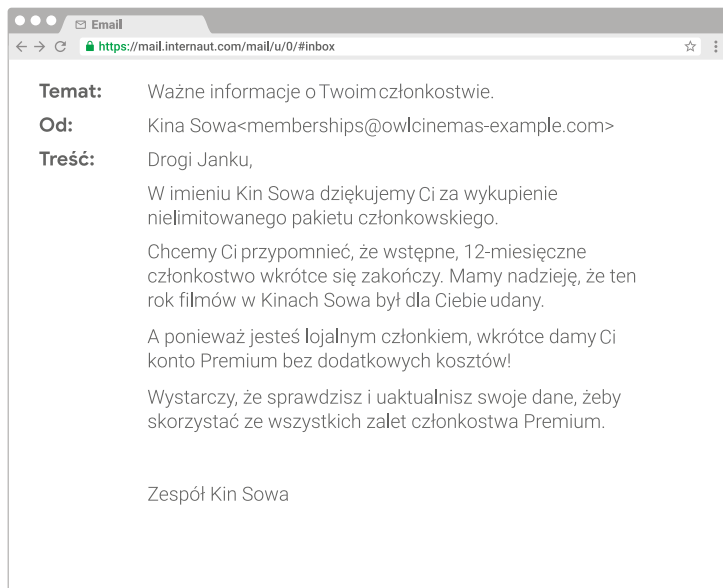 Email
https://mail.internaut.com/mail/u/0/#inbox
Temat: Ważne informacje o Twoim członkostwie.
Od: Kina Sowa<memberships@owlcinemas-example.com>
Treść: Drogi Janku,
W imieniu Kin Sowa dziękujemy Ci za wykupienie
nielimitowanego pakietu członkowskiego.
Chcemy Ci przypomnieć, że wstępne, 12-miesięczne
członkostwo wkrótce się zakończy. Mamy nadzieję, że ten
rok filmów w Kinach Sowa był dla Ciebie udany.
A ponieważ jesteś lojalnym członkiem, wkrótce damy Ci
konto Premium bez dodatkowych kosztów!
Wystarczy, że sprawdzisz i uaktualnisz swoje dane, żeby
skorzystać ze wszystkich zalet członkostwa Premium.
Zespół Kin Sowa